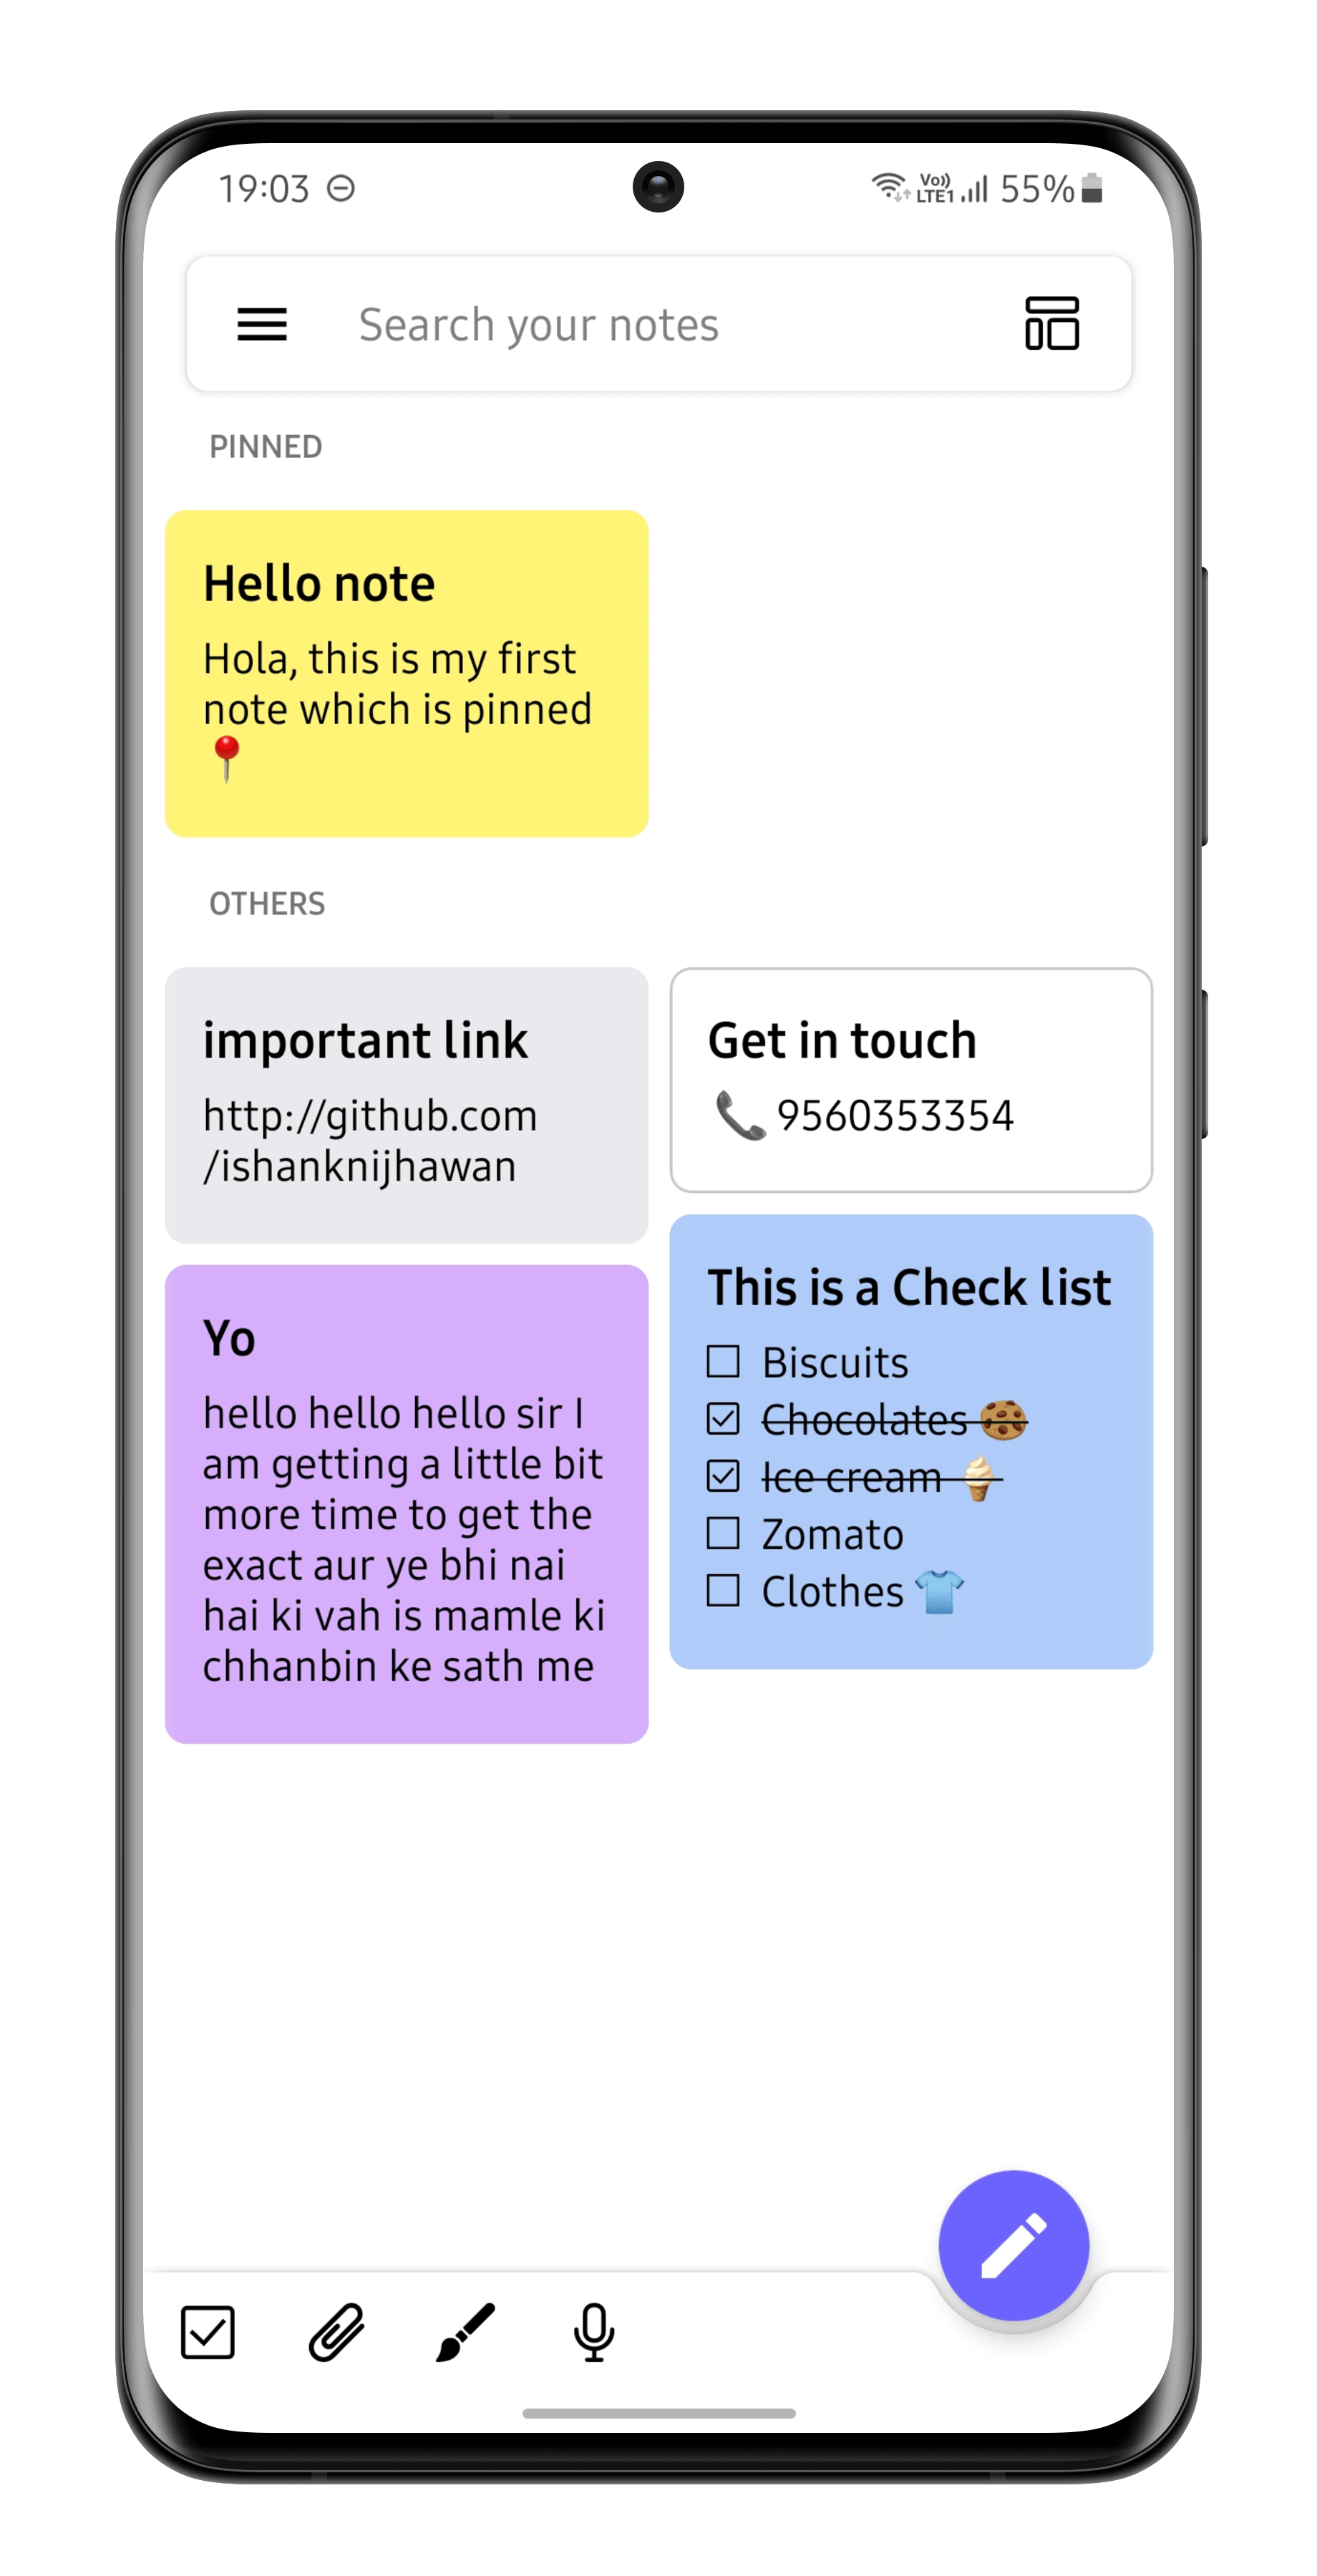 19:03
Vo)) LTE1 55%
Search your notes
PINNED
Hello note
Hola, this is my first
note which is pinned
📍
OTHERS
important link
http://github.com
/ishanknijhawan
Get in touch
📞 9560353354
Yo
hello hello hello sir I
am getting a little bit
more time to get the
exact aur ye bhi nai
hai ki vah is mamle ki
chhanbin ke sath me
This is a Check list
Biscuits
Chocolates 🍪
Ice cream 🍦
Zomato
Clothes 👕